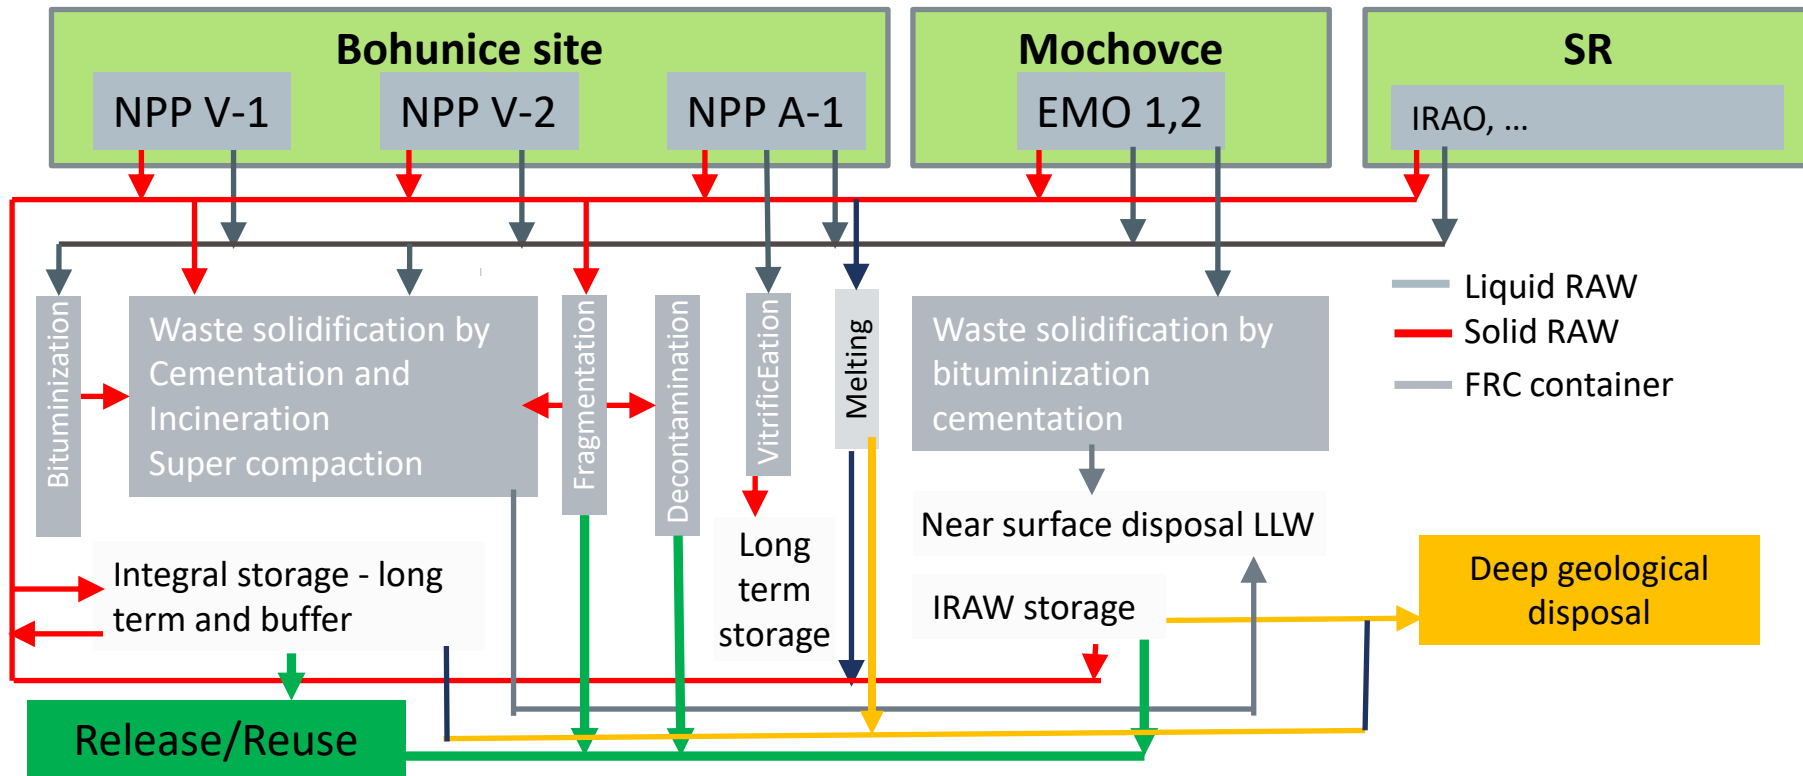 Bohunice site
Mochovce
SR
NPP V-1
NPP V-2
NPP A-1
EMO 1,2
IRAO, ...
Liquid RAW
Solid RAW
FRC container
Bituminization
Waste solidification by
Cementation and
Incineration
Super compaction
Fragmentation
Decontamination
VitrificEation
Melting
Waste solidification by
bituminization
cementation
Near surface disposal LLW
Long
term
storage
Integral storage - long
term and buffer
IRAW storage
Deep geological
disposal
Release/Reuse